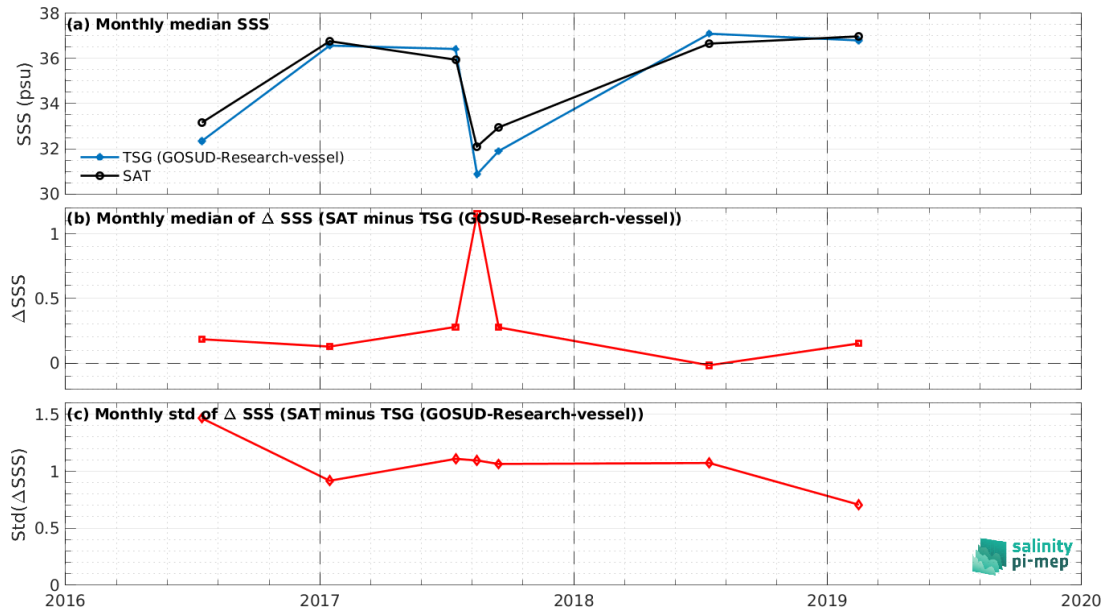 (a) Monthly median SSS
38
36
34
32
30
SSS (psu)
TSG (GOSUD-Research-vessel)
SAT
(b) Monthly median of Δ SSS (SAT minus TSG (GOSUD-Research-vessel))
1
0.5
0
ΔSSS
(c) Monthly std of Δ SSS (SAT minus TSG (GOSUD-Research-vessel))
1.5
1
0.5
0
Std(ΔSSS)
salinity
pi-mep
2016 2017 2018 2019 2020